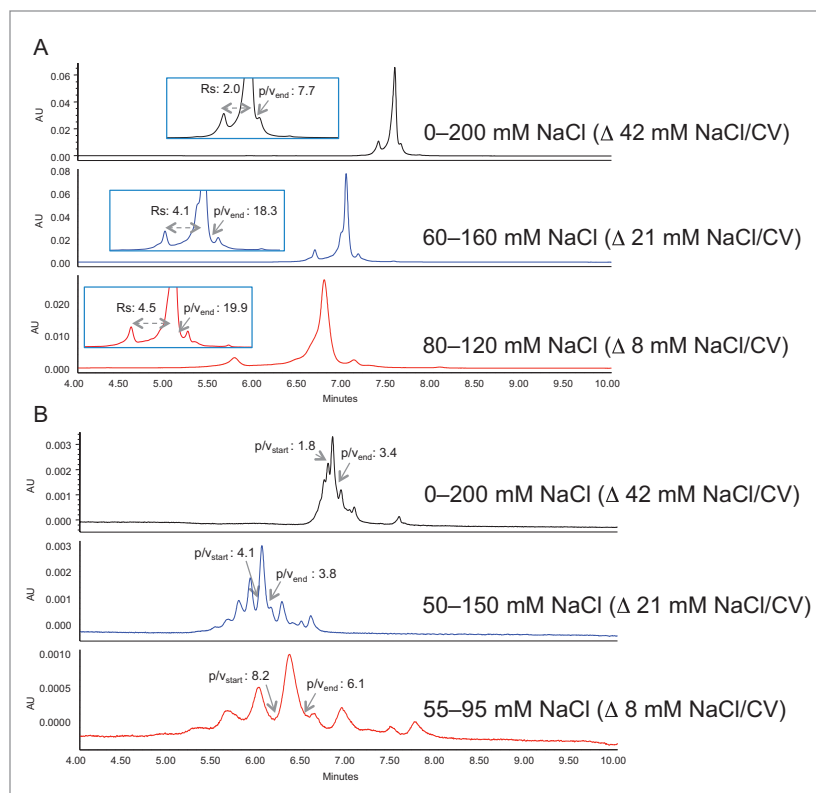 A
AU
0.06
0.04
0.02
0.00
Rs: 2.0
p/vend: 7.7
0–200 mM NaCl (Δ 42 mM NaCl/CV)
AU
0.08
0.06
0.04
0.02
0.00
Rs: 4.1
p/vend: 18.3
60–160 mM NaCl (Δ 21 mM NaCl/CV)
AU
0.020
0.010
0.000
Rs: 4.5
p/vend: 19.9
80–120 mM NaCl (Δ 8 mM NaCl/CV)
4.00 4.50 5.00 5.50 6.00 6.50 7.00 7.50 8.00 8.50 9.00 9.50 10.00
Minutes
B
AU
0.003
0.002
0.001
0.000
p/vstart: 1.8
p/vend: 3.4
0–200 mM NaCl (Δ 42 mM NaCl/CV)
AU
0.003
0.002
0.001
0.000
p/vstart: 4.1
p/vend: 3.8
50–150 mM NaCl (Δ 21 mM NaCl/CV)
AU
0.0010
0.0005
0.0000
p/vstart: 8.2
p/vend: 6.1
55–95 mM NaCl (Δ 8 mM NaCl/CV)
4.00 4.50 5.00 5.50 6.00 6.50 7.00 7.50 8.00 8.50 9.00 9.50 10.00
Minutes